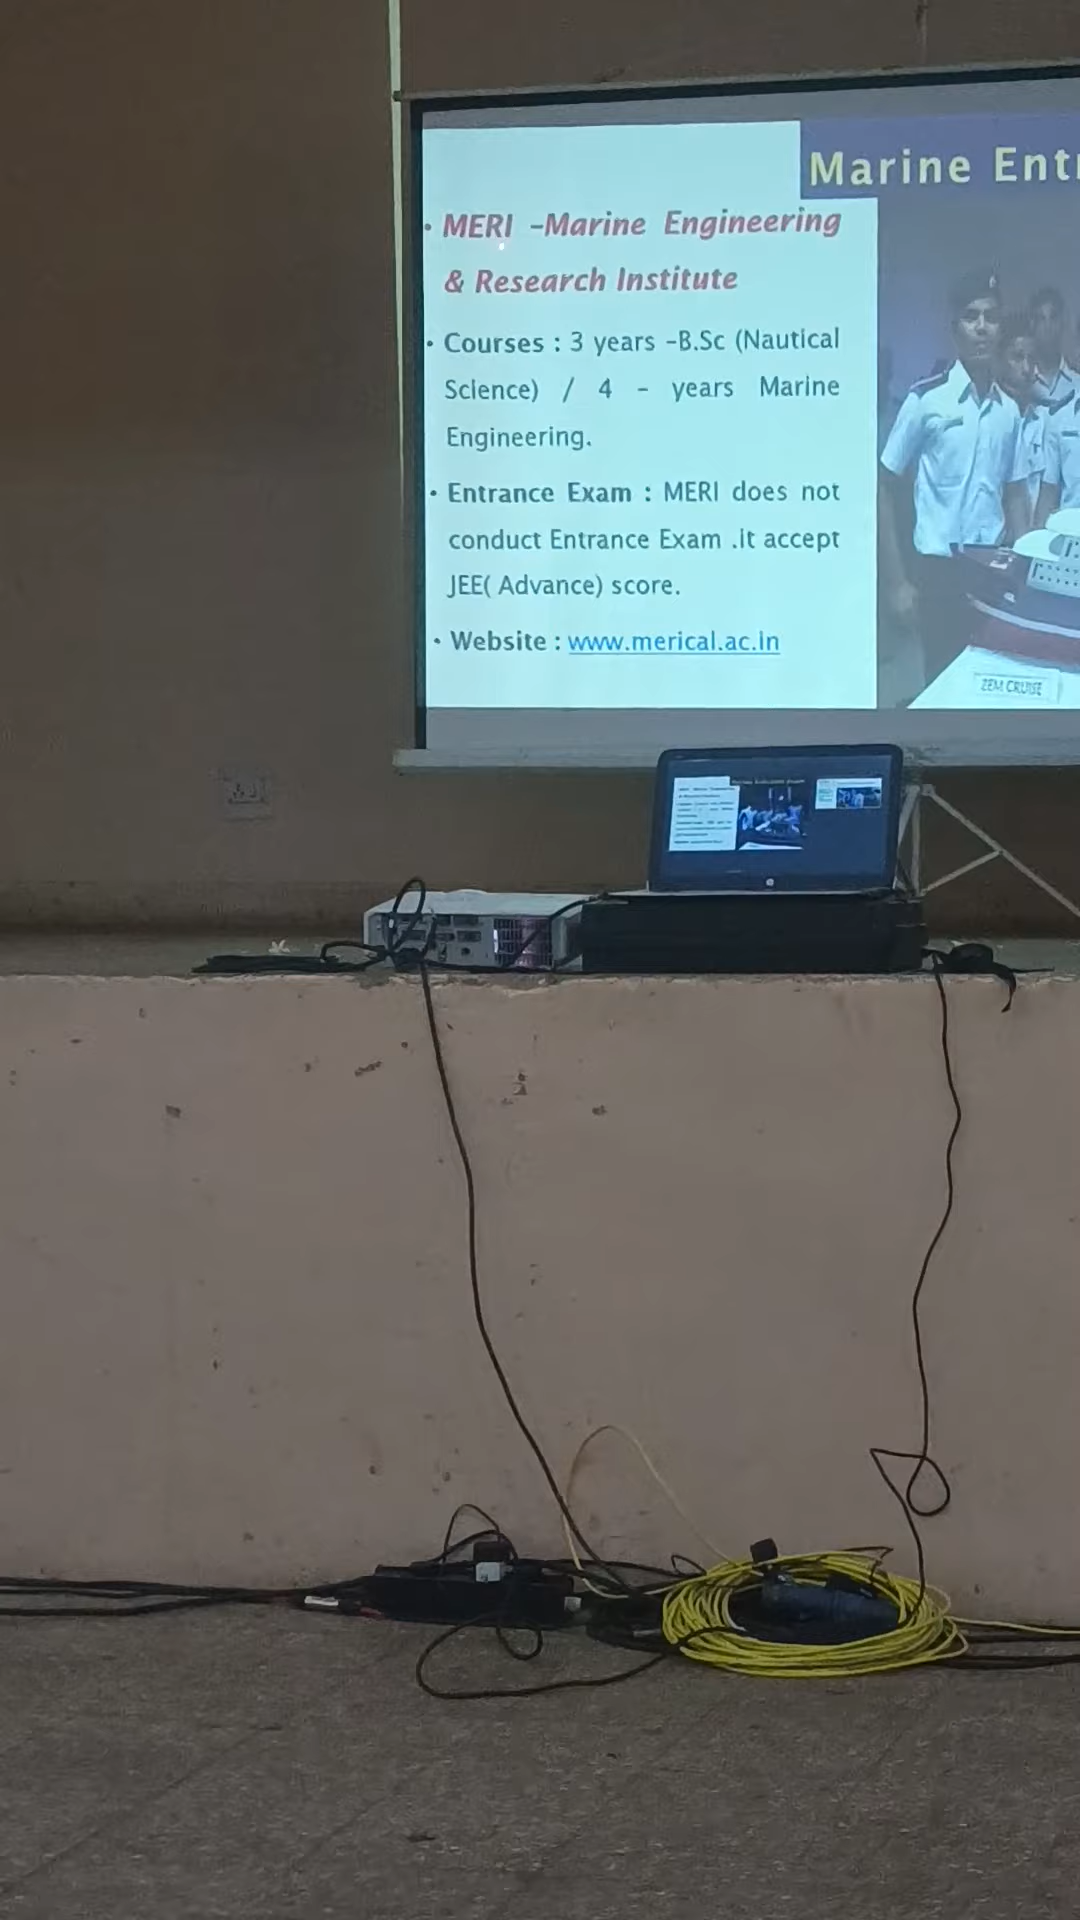 Marine Entr
• MERI -Marine Engineering
& Research Institute
• Courses : 3 years -B.Sc (Nautical
Science) / 4 - years Marine
Engineering.
• Entrance Exam : MERI does not
conduct Entrance Exam .it accept
JEE( Advance) score.
• Website : www.merical.ac.in
ZEM CRUISE